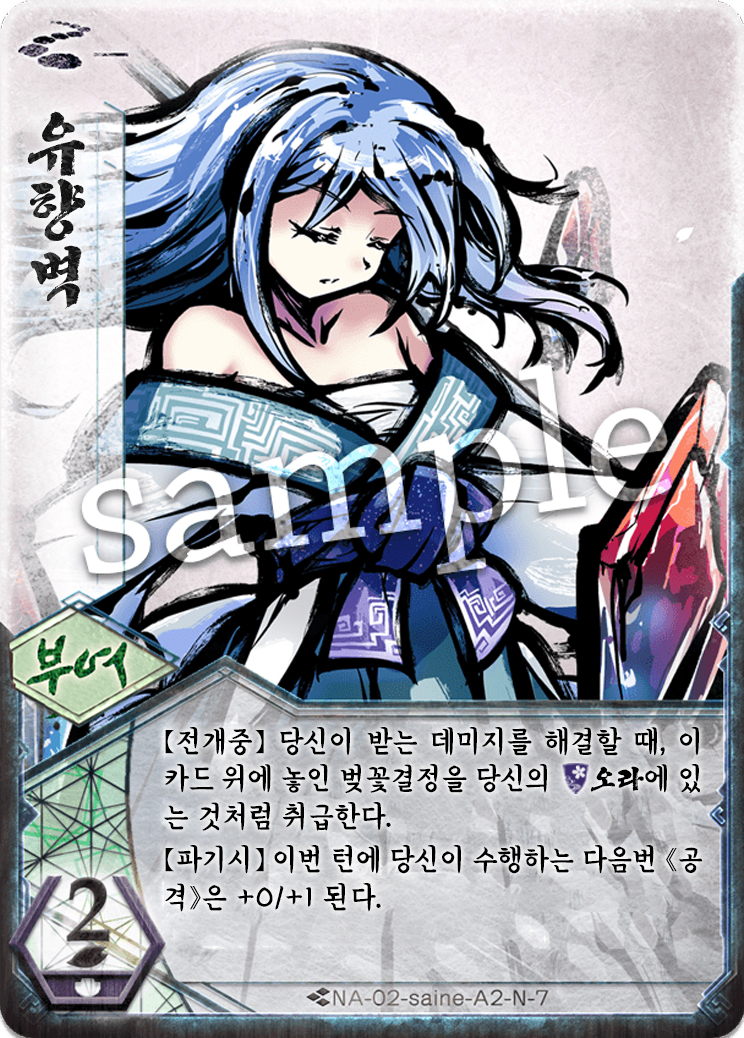 유향벽
sample
부여
【전개중】 당신이 받는 데미지를 해결할 때, 이
카드 위에 놓인 벚꽃결정을 당신의 오라에 있
는 것처럼 취급한다.
【파기시】 이번 턴에 당신이 수행하는 다음번 《공
격》은 +0/+1 된다.
2
NA-02-saine-A2-N-7